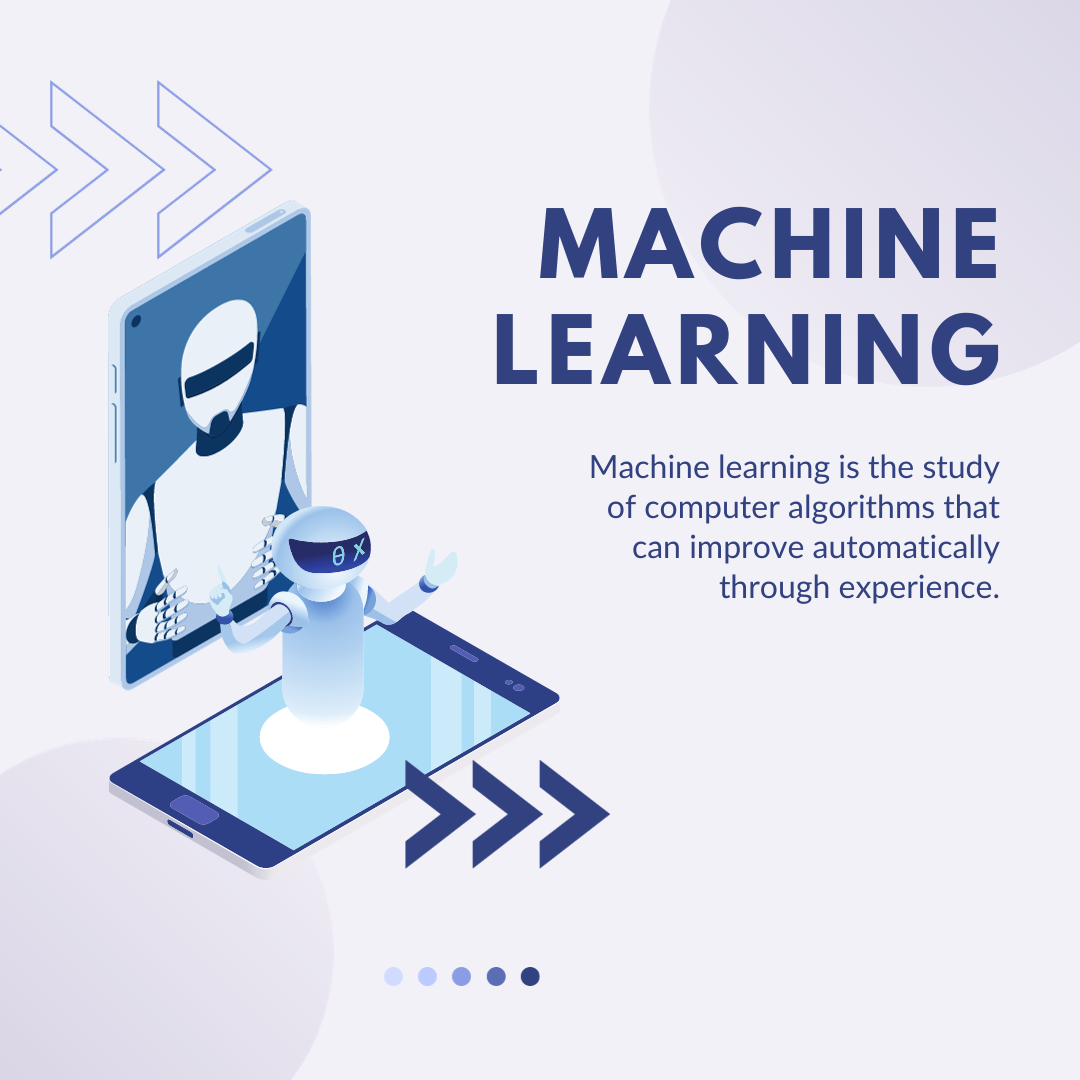 MACHINE
LEARNING
Machine learning is the study
of computer algorithms that
can improve automatically
through experience.